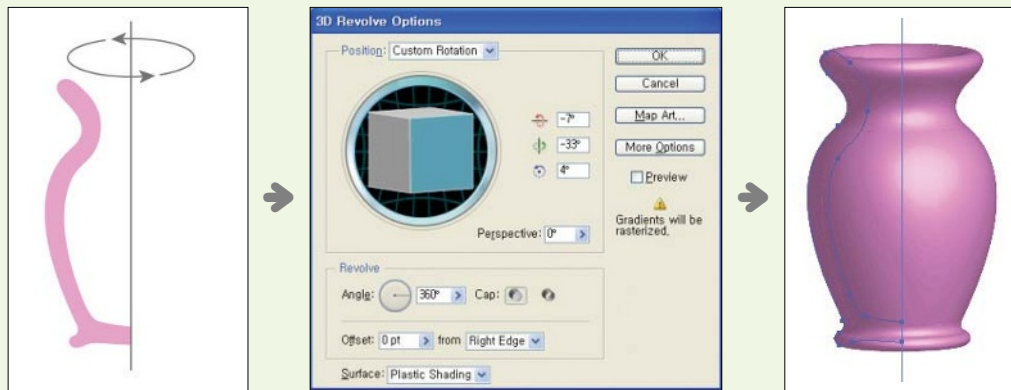 3D Revolve Options
Position: Custom Rotation
OK
Cancel
Map Art...
More Options
Preview
Gradients will be
rasterized.
-7°
-33°
4°
Perspective: 0°
Revolve
Angle: 360° Cap:
Offset: 0 pt from Right Edge
Surface: Plastic Shading